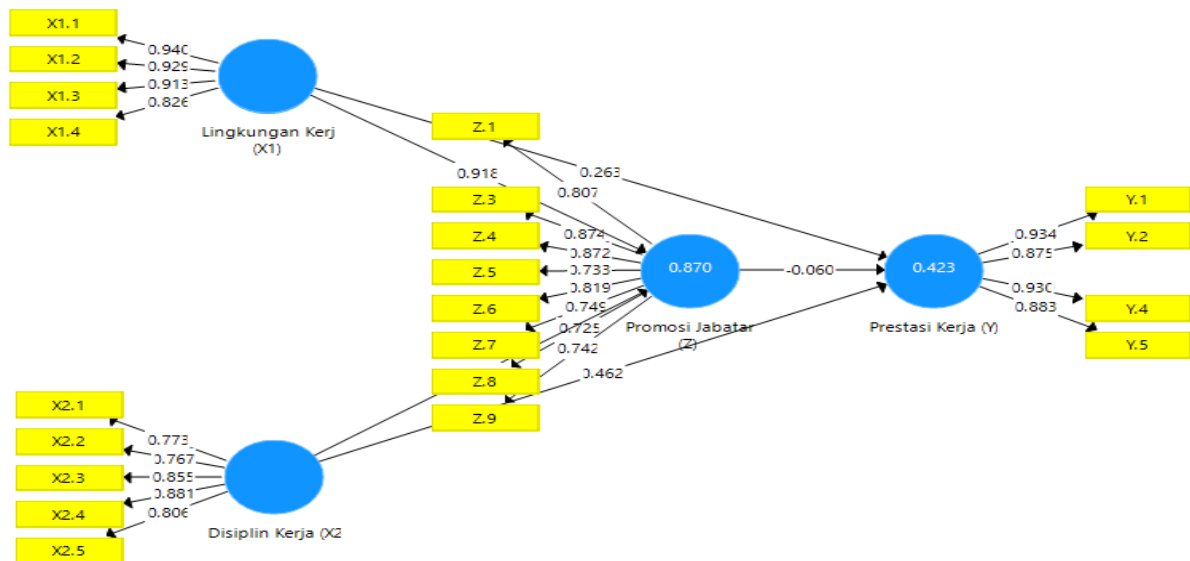 X1.1
X1.2
X1.3
X1.4
0.940
0.929
0.913
0.826
Lingkungan Kerj
(X1)
Z.1
0.918
0.263
0.807
Z.3
Z.4
Z.5
Z.6
Z.7
Z.8
Z.9
0.874
0.872
0.733
0.819
0.749
0.725
0.742
0.870
Promosi Jabatar
(Z)
-0.060
0.462
0.423
Prestasi Kerja (Y)
Y.1
Y.2
Y.4
Y.5
0.934
0.875
0.930
0.883
X2.1
X2.2
X2.3
X2.4
X2.5
0.773
0.767
0.855
0.881
0.806
Disiplin Kerja (X2